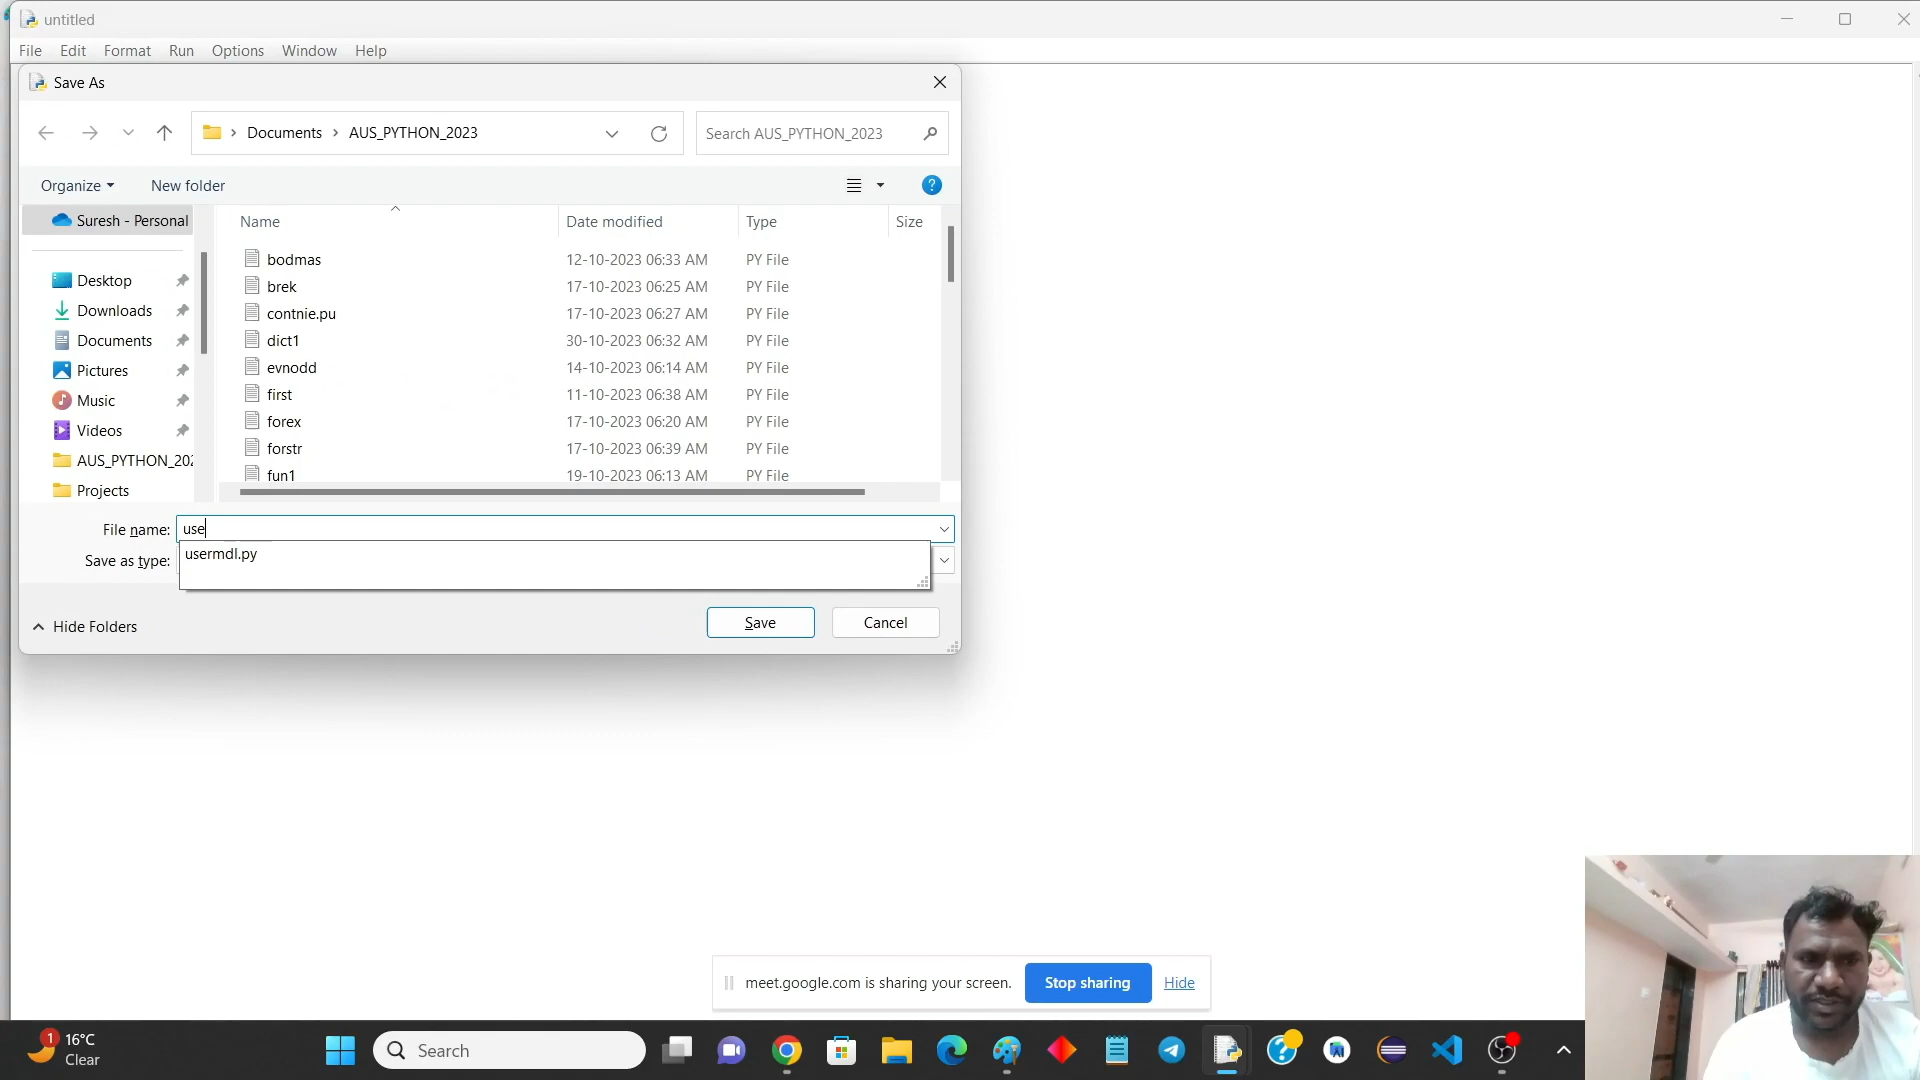 untitled
File Edit Format Run Options Window Help
Save As
Documents AUS_PYTHON_2023
Search AUS_PYTHON_2023
Organize New folder
Suresh - Personal
Desktop
Downloads
Documents
Pictures
Music
Videos
AUS_PYTHON_202
Projects
Name Date modified Type Size
bodmas 12-10-2023 06:33 AM PY File
brek 17-10-2023 06:25 AM PY File
contnie.pu 17-10-2023 06:27 AM PY File
dict1 30-10-2023 06:32 AM PY File
evnodd 14-10-2023 06:14 AM PY File
first 11-10-2023 06:38 AM PY File
forex 17-10-2023 06:20 AM PY File
forstr 17-10-2023 06:39 AM PY File
fun1 19-10-2023 06:13 AM PY File
File name: use
usermdl.py
Save as type:
Hide Folders
Save Cancel
meet.google.com is sharing your screen. Stop sharing Hide
1 16°C
Clear
Search